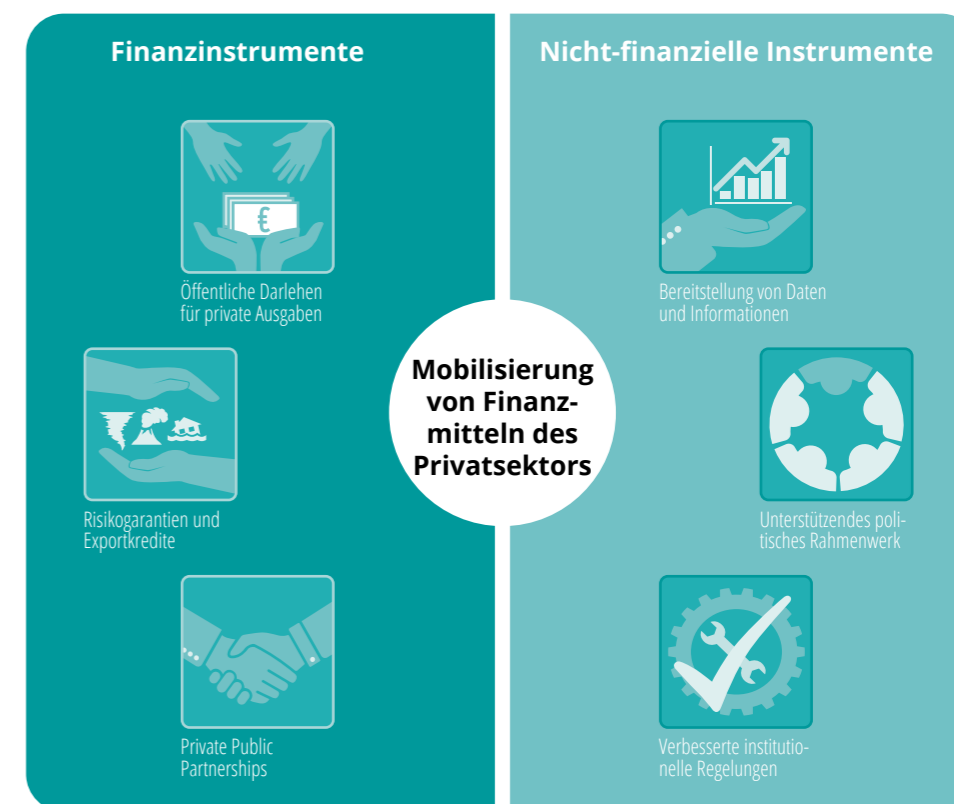 Finanzinstrumente
Nicht-finanzielle Instrumente
€
Öffentliche Darlehen
für private Ausgaben
Bereitstellung von Daten
und Informationen
Mobilisierung
von Finanz-
mitteln des
Privatsektors
Risikogarantien und
Exportkredite
Unterstützendes poli-
tisches Rahmenwerk
Private Public
Partnerships
Verbesserte institutio-
nelle Regelungen